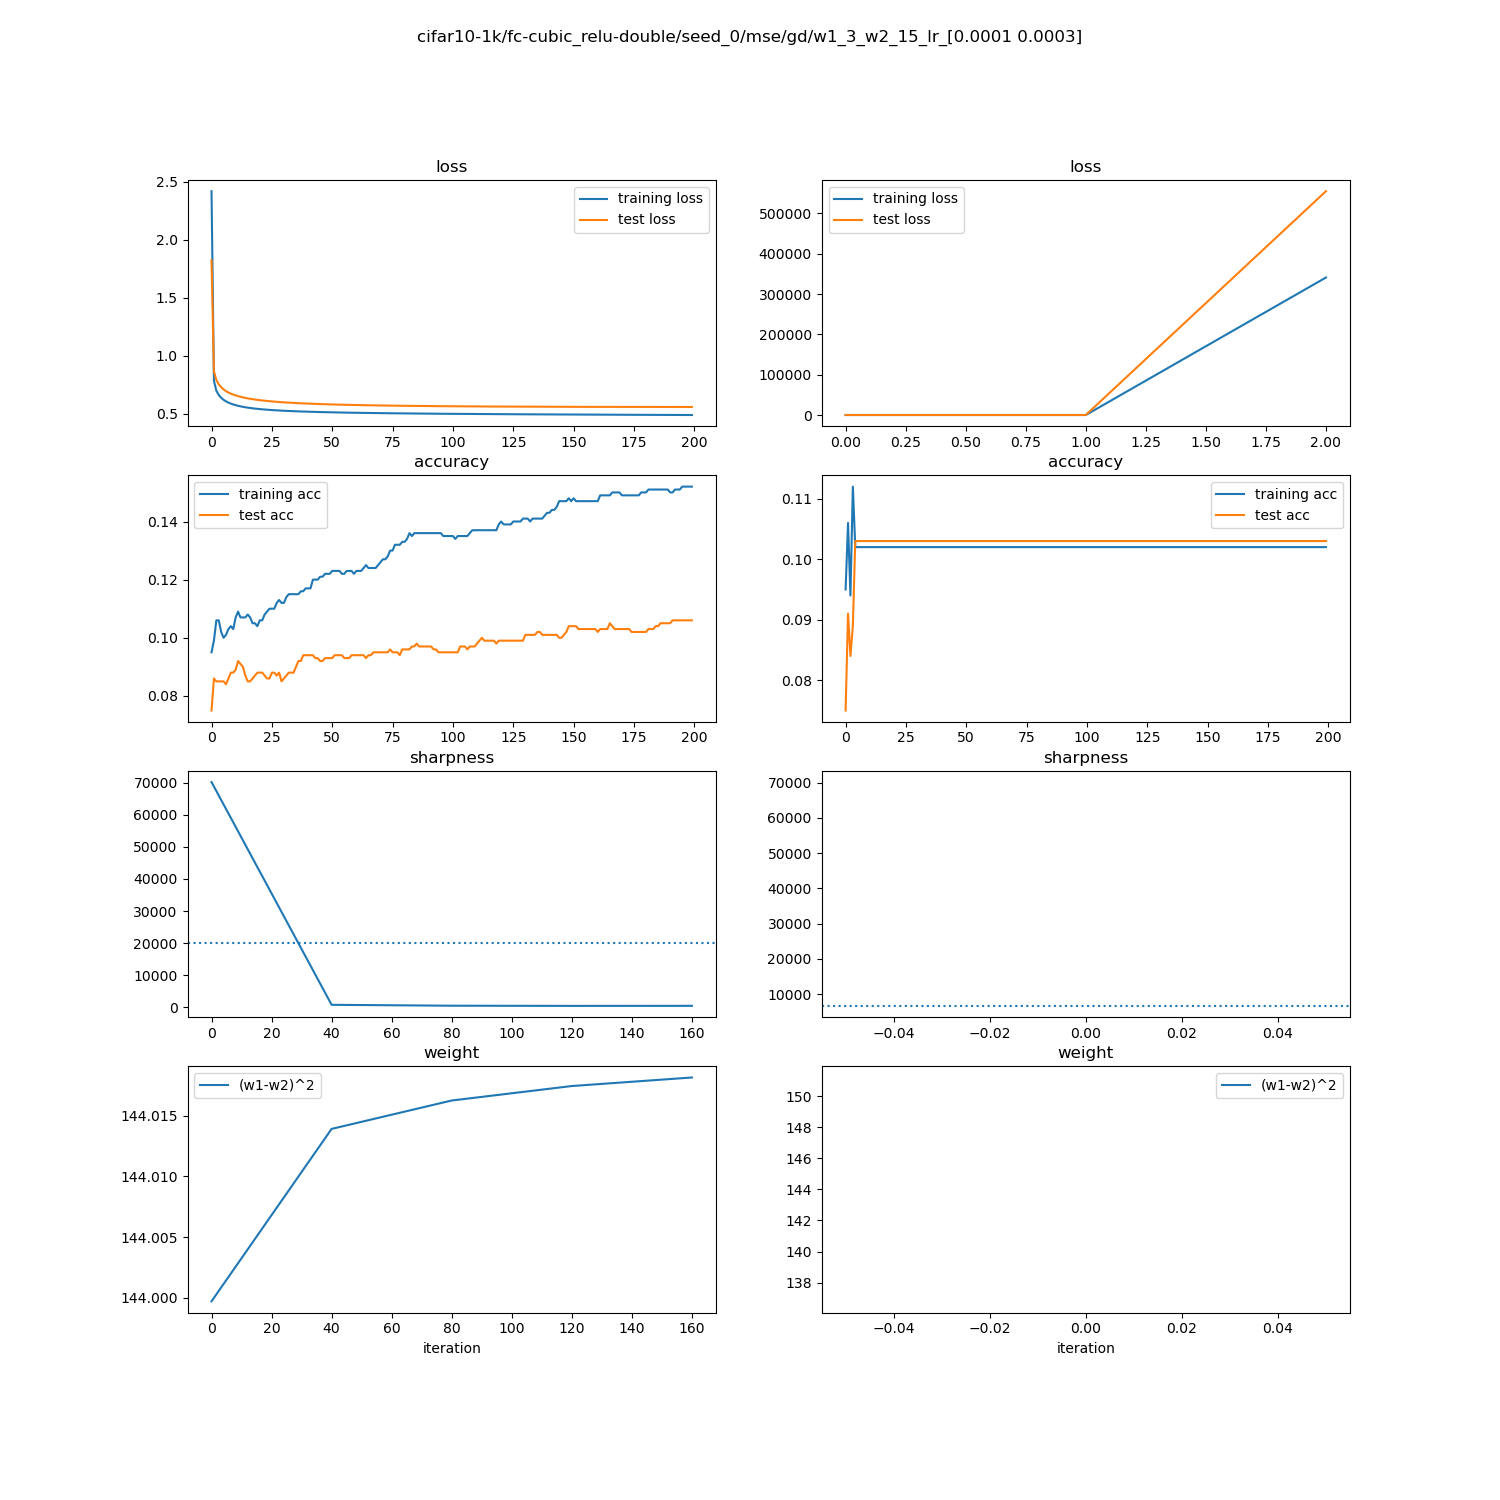 cifar10-1k/fc-cubic_relu-double/seed_0/mse/gd/w1_3_w2_15_lr_[0.0001 0.0003]
loss
2.5
2.0
1.5
1.0
0.5
training loss
test loss
0 25 50 75 100 125 150 175 200
loss
500000
400000
300000
200000
100000
0
training loss
test loss
0.00 0.25 0.50 0.75 1.00 1.25 1.50 1.75 2.00
accuracy
0.14
0.12
0.10
0.08
training acc
test acc
0 25 50 75 100 125 150 175 200
accuracy
0.11
0.10
0.09
0.08
training acc
test acc
0 25 50 75 100 125 150 175 200
sharpness
70000
60000
50000
40000
30000
20000
10000
0
0 20 40 60 80 100 120 140 160
sharpness
70000
60000
50000
40000
30000
20000
10000
−0.04 −0.02 0.00 0.02 0.04
weight
144.015
144.010
144.005
144.000
(w1-w2)^2
0 20 40 60 80 100 120 140 160
iteration
weight
150
148
146
144
142
140
138
(w1-w2)^2
−0.04 −0.02 0.00 0.02 0.04
iteration